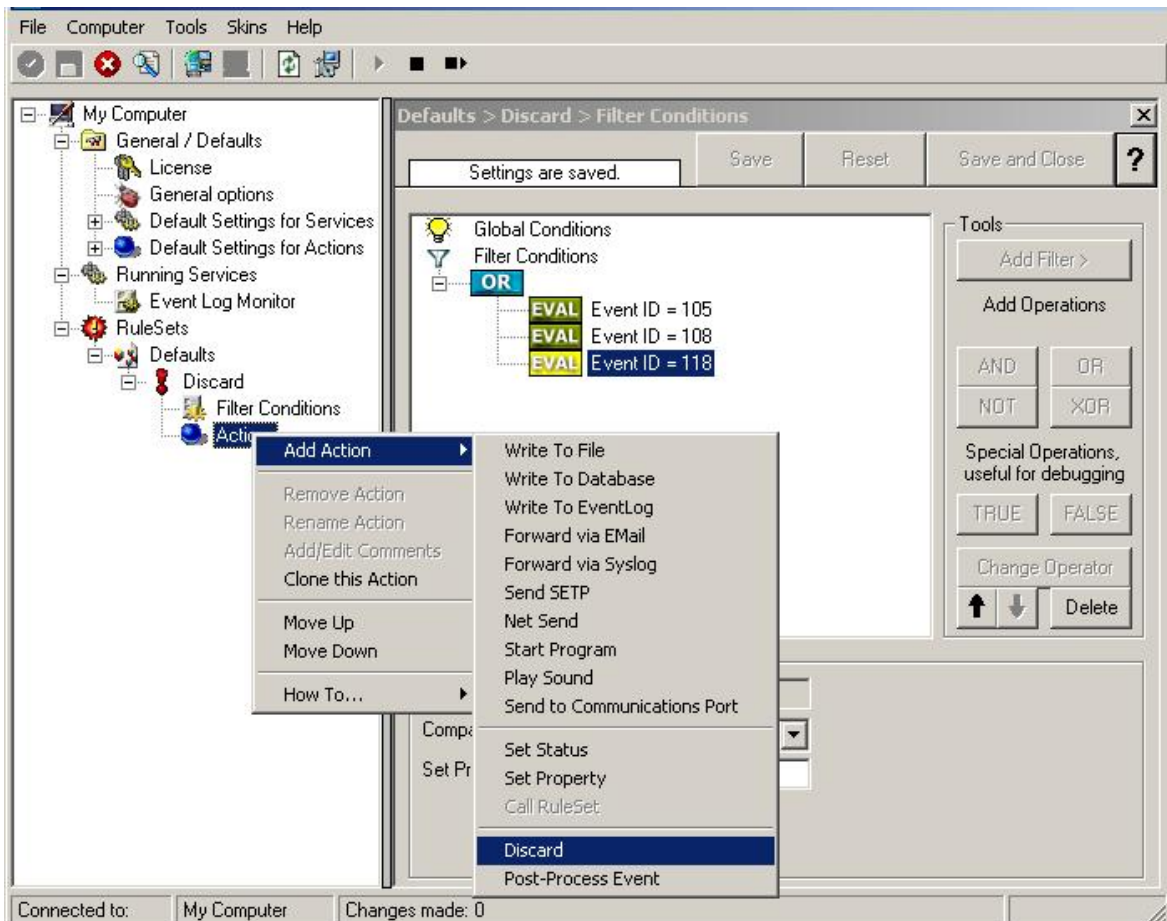 File Computer Tools Skins Help
My Computer
General / Defaults
License
General options
Default Settings for Services
Default Settings for Actions
Running Services
Event Log Monitor
RuleSets
Defaults
Discard
Filter Conditions
Defaults > Discard > Filter Conditions
Settings are saved.
Save
Reset
Save and Close
?
Global Conditions
Filter Conditions
OR
EVAL Event ID = 105
EVAL Event ID = 108
EVAL Event ID = 118
Tools
Add Filter >
Add Operations
AND
OR
NOT
XOR
Special Operations,
useful for debugging
TRUE
FALSE
Change Operator
Delete
Add Action
Remove Action
Rename Action
Add/Edit Comments
Clone this Action
Move Up
Move Down
How To...
Write To File
Write To Database
Write To EventLog
Forward via EMail
Forward via Syslog
Send SETP
Net Send
Start Program
Play Sound
Send to Communications Port
Set Status
Set Property
Call RuleSet
Discard
Post-Process Event
Set Pr
Connected to: My Computer Changes made: 0